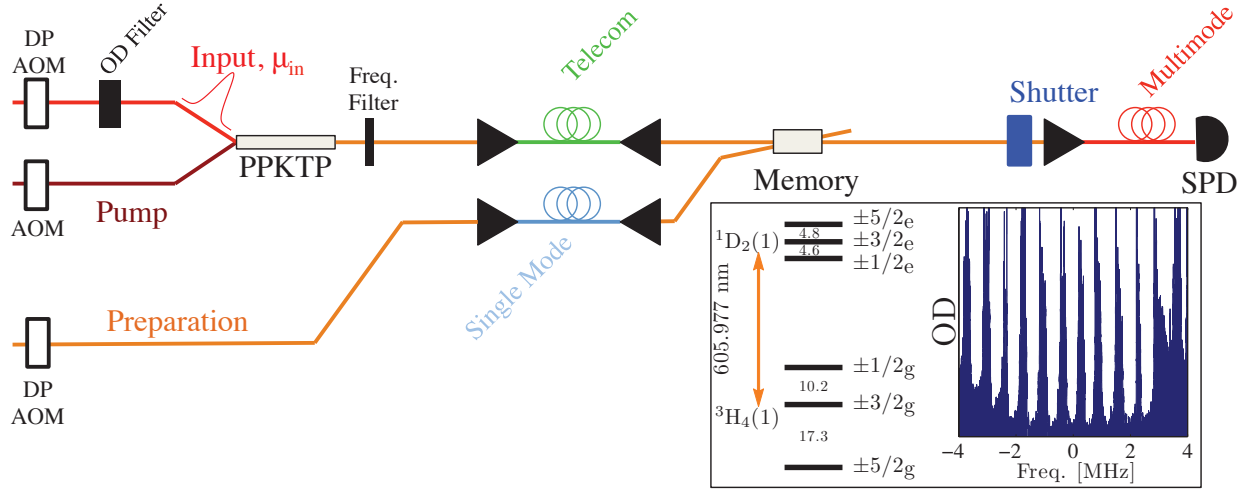 DP
AOM
OD Filter
Input, μin
Freq.
Filter
Telecom
Shutter
Multimode
PPKTP
Memory
SPD
AOM
Pump
Single Mode
Preparation
DP
AOM
±5/2e
4.8
¹D₂(1)
±3/2e
4.6
±1/2e
605.977 nm
±1/2g
10.2
³H₄(1)
±3/2g
17.3
±5/2g
OD
−4 −2 0 2 4
Freq. [MHz]